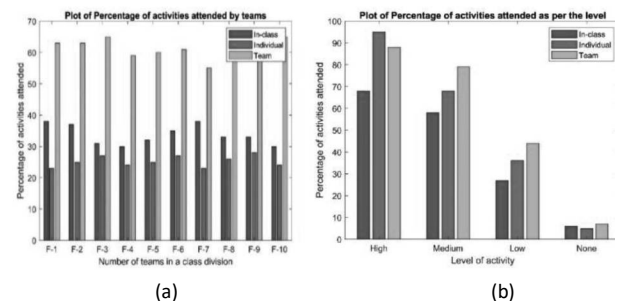 Plot of Percentage of activities attended by teams
70
60
50
40
30
20
10
0
Percentage of activities attended
In-class
Individual
Team
F-1 F-2 F-3 F-4 F-5 F-6 F-7 F-8 F-9 F-10
Number of teams in a class division
(a)
Plot of Percentage of activities attended as per the level
100
90
80
70
60
50
40
30
20
10
0
Percentage of activities attended
In-class
Individual
Team
High Medium Low None
Level of activity
(b)